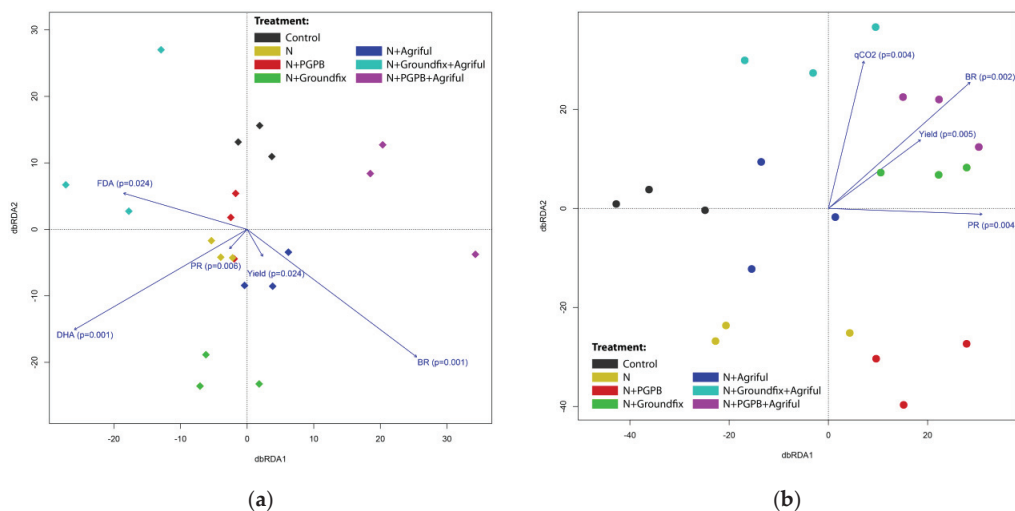 Treatment:
Control
N
N+PGPB
N+Groundfix
N+Agriful
N+Groundfix+Agriful
N+PGPB+Agriful
FDA (p=0.024)
PR (p=0.006)
Yield (p=0.024)
DHA (p=0.001)
BR (p=0.001)
dbRDA2
30
20
10
0
-10
-20
-20
-10
0
10
20
30
dbRDA1
(a)
qCO2 (p=0.004)
BR (p=0.002)
Yield (p=0.005)
PR (p=0.004)
Treatment:
Control
N
N+PGPB
N+Groundfix
N+Agriful
N+Groundfix+Agriful
N+PGPB+Agriful
dbRDA2
20
0
-20
-40
-40
-20
0
20
dbRDA1
(b)